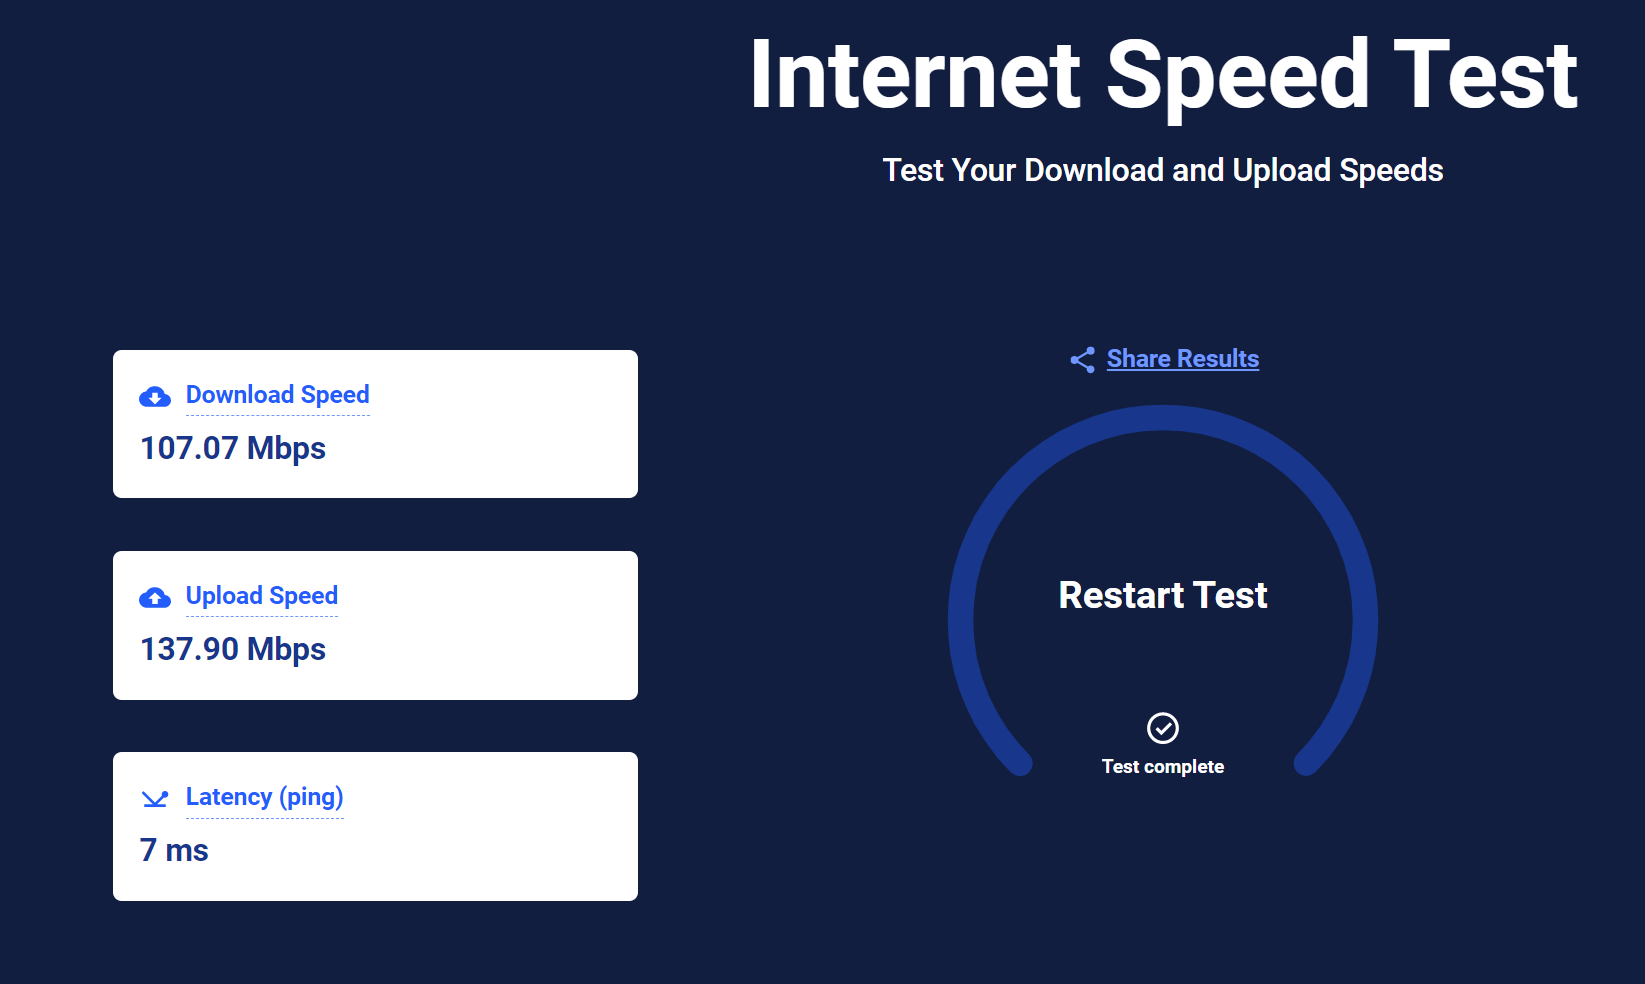 Internet Speed Test
Test Your Download and Upload Speeds
Download Speed
107.07 Mbps
Upload Speed
137.90 Mbps
Latency (ping)
7 ms
Share Results
Restart Test
Test complete